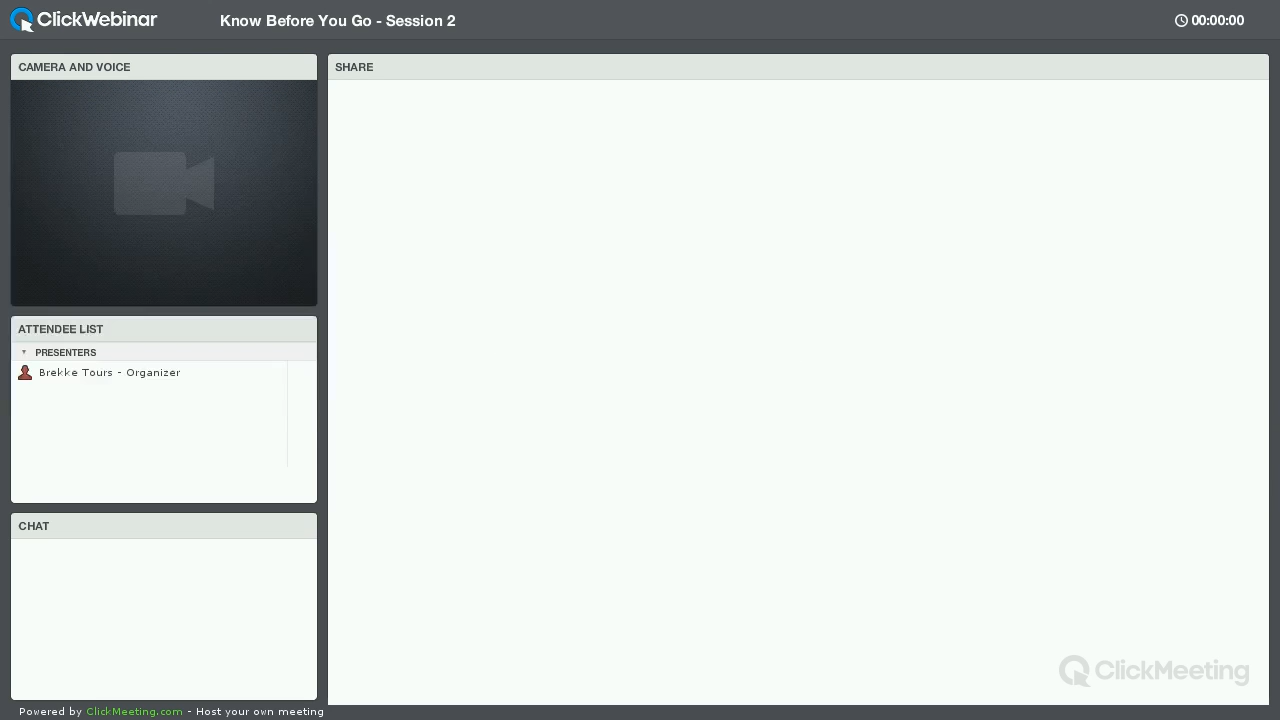 ClickWebinar
Know Before You Go - Session 2
00:00:00
CAMERA AND VOICE
SHARE
ATTENDEE LIST
PRESENTERS
Brekke Tours - Organizer
CHAT
ClickMeeting
Powered by ClickMeeting.com - Host your own meeting